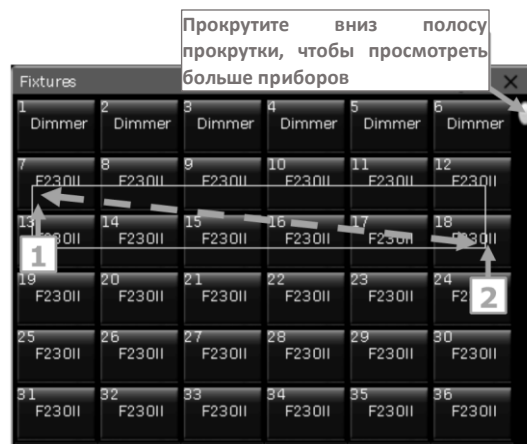 Прокрутите вниз полосу
прокрутки, чтобы просмотреть
больше приборов
Fixtures
1 2 3 4 5 6
Dimmer Dimmer Dimmer Dimmer Dimmer Dimmer
7 8 9 10 11 12
F230II F230II F230II F230II F230II F230II
13 14 15 16 17 18
F230II F230II F230II F230II F230II F230II
1
2
19 20 21 22 23 24
F230II F230II F230II F230II F230II F2
25 26 27 28 29 30
F230II F230II F230II F230II F230II F230II
31 32 33 34 35 36
F230II F230II F230II F230II F230II F230II